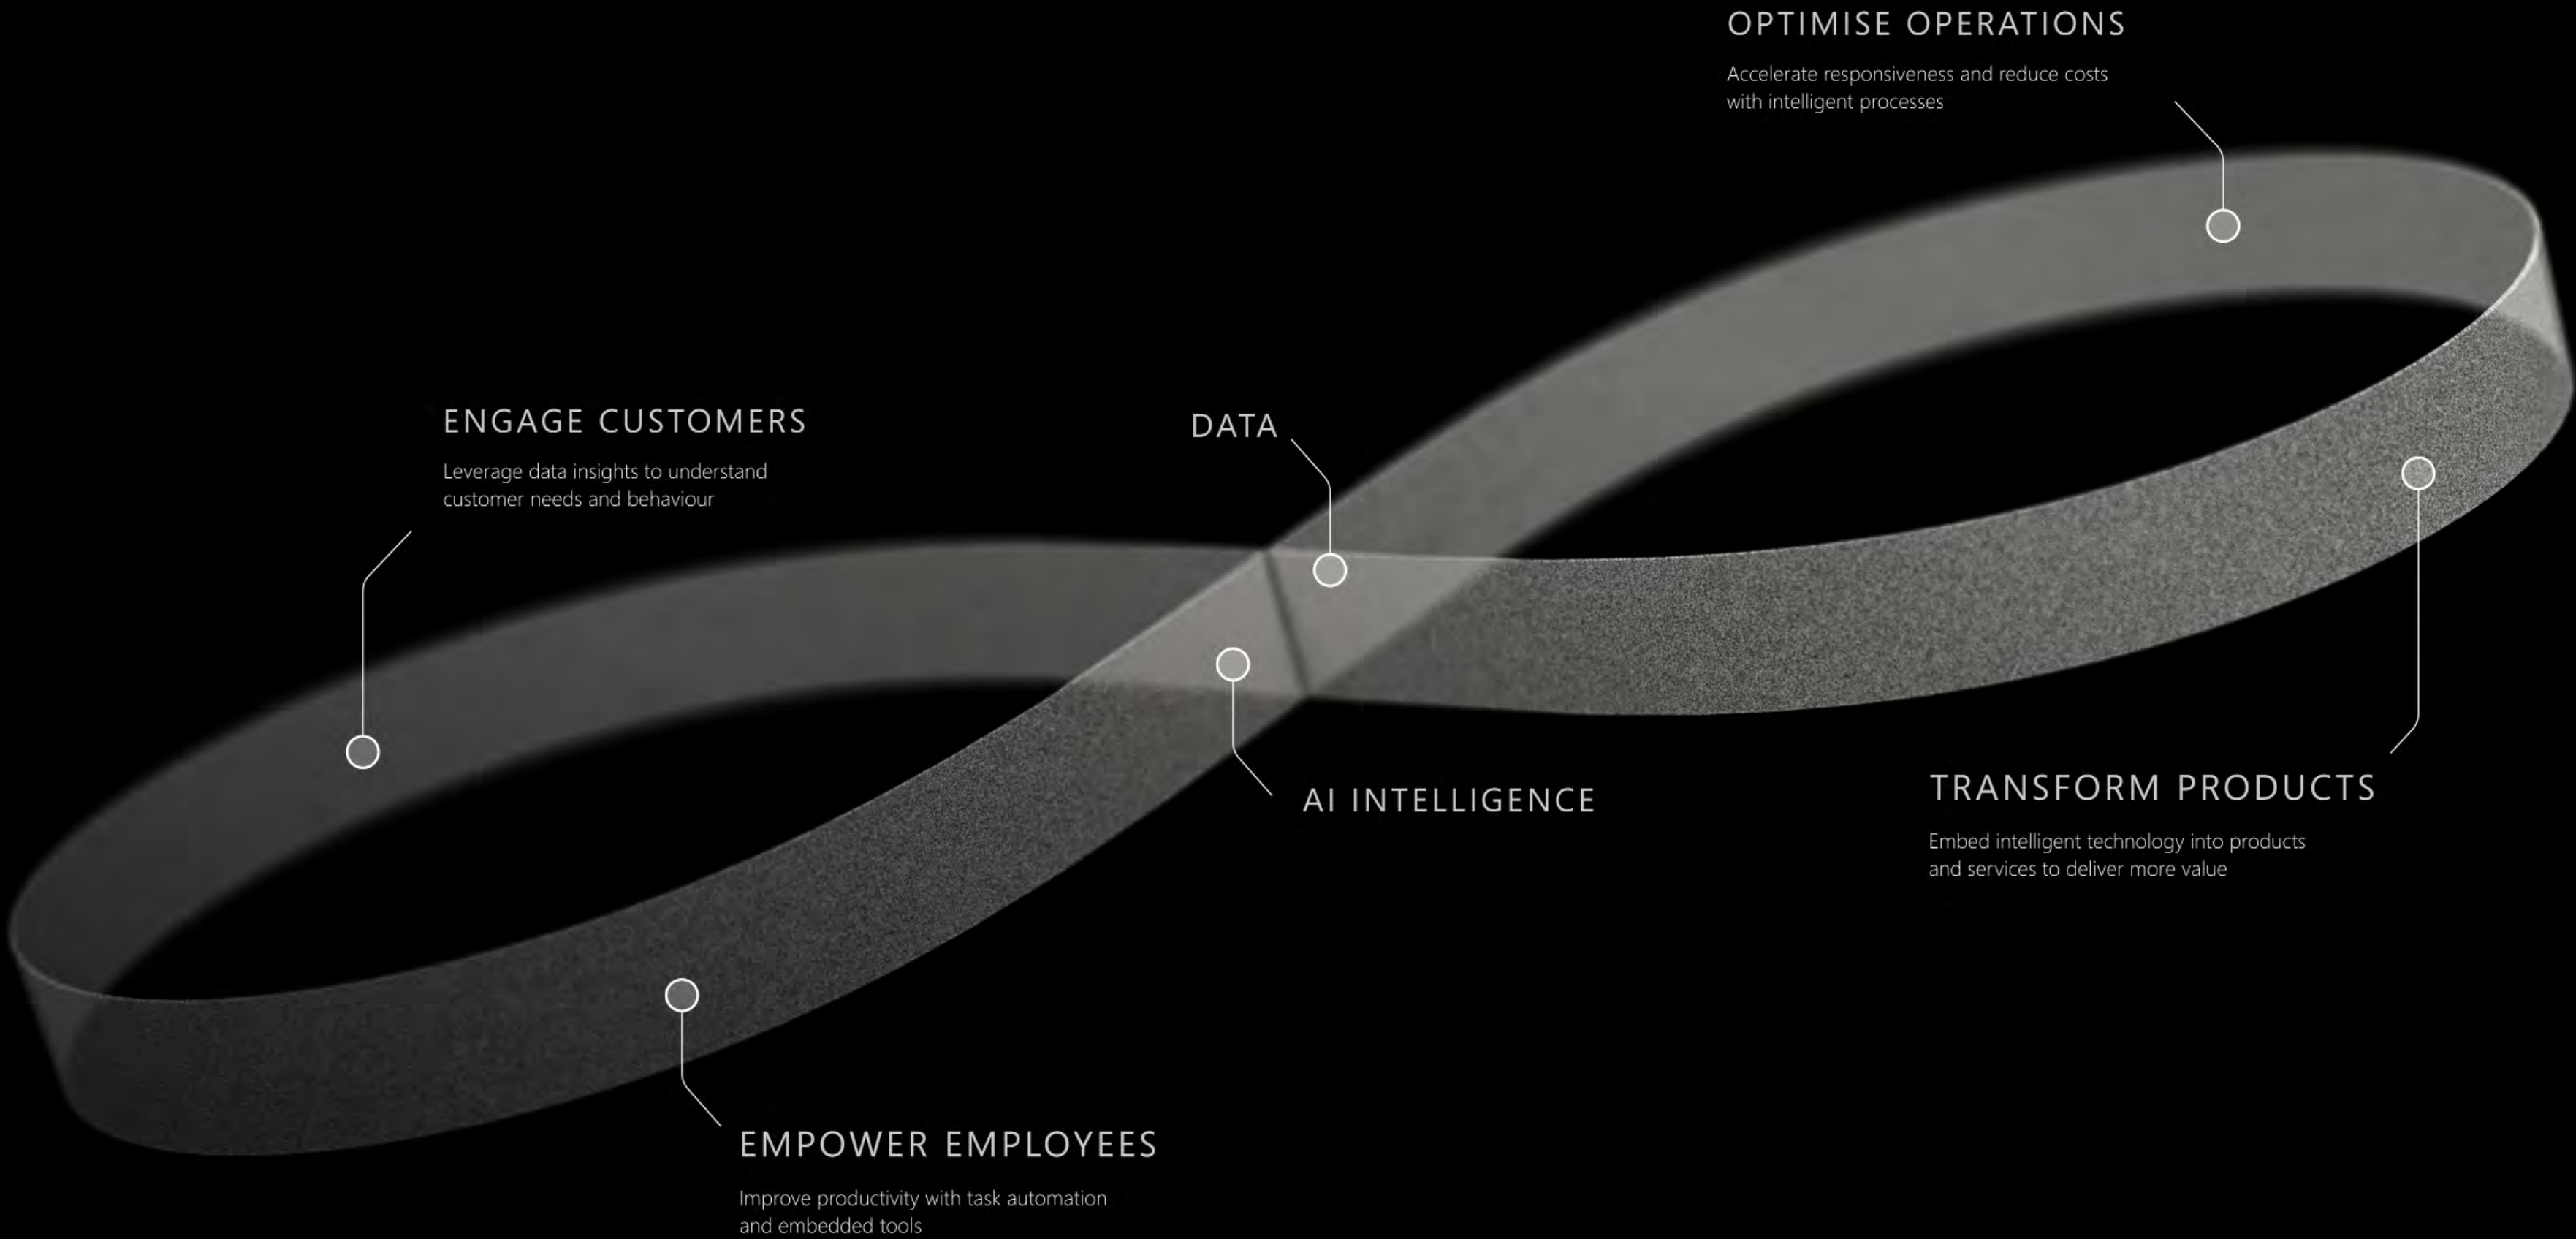 OPTIMISE OPERATIONS
Accelerate responsiveness and reduce costs
with intelligent processes
ENGAGE CUSTOMERS
Leverage data insights to understand
customer needs and behaviour
DATA
AI INTELLIGENCE
TRANSFORM PRODUCTS
Embed intelligent technology into products
and services to deliver more value
EMPOWER EMPLOYEES
Improve productivity with task automation
and embedded tools